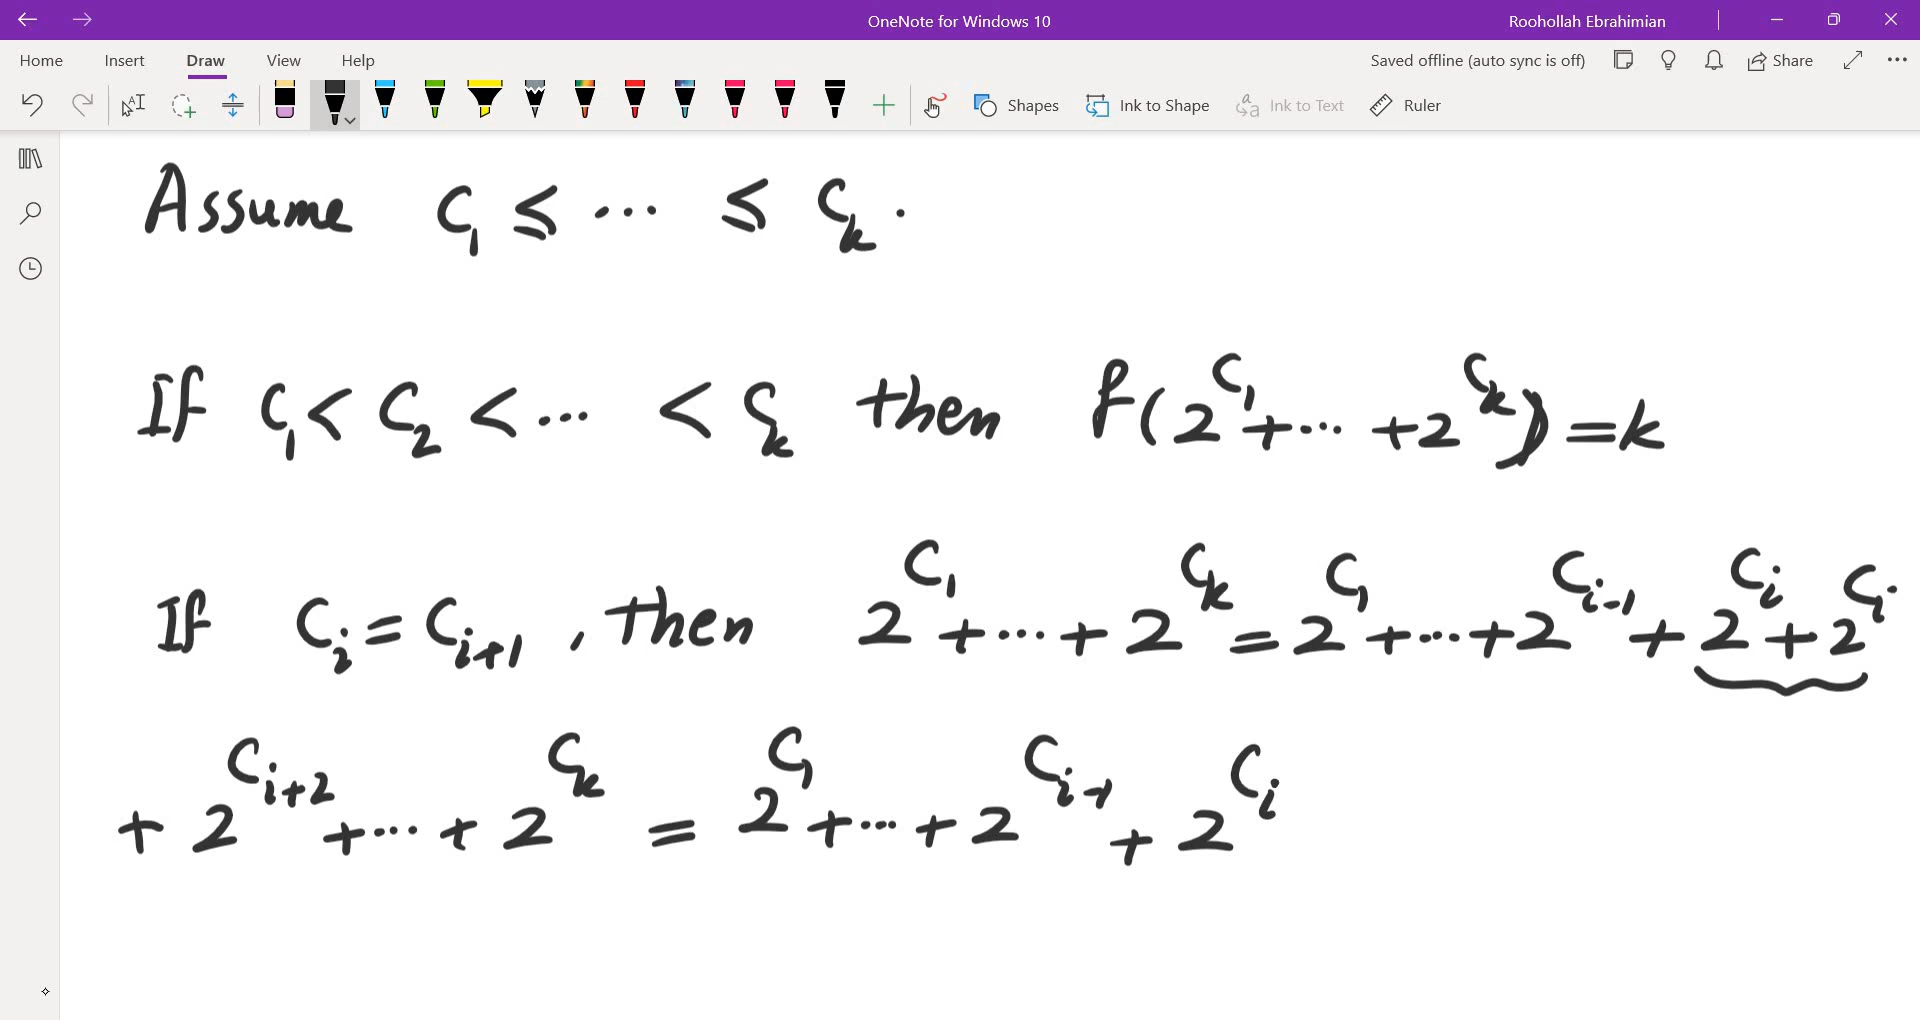 OneNote for Windows 10 Roohollah Ebrahimian
Home Insert Draw View Help Saved offline (auto sync is off) Share
Shapes Ink to Shape Ink to Text Ruler
Assume C₁ ≤ ... ≤ Cₖ.
If C₁ < C₂ < ... < Cₖ then f(2^C₁ + ... + 2^Cₖ) = k
If Cᵢ = Cᵢ₊₁, then 2^C₁ + ... + 2^Cₖ = 2^C₁ + ... + 2^Cᵢ₋₁ + 2^Cᵢ + 2^Cᵢ
+ 2^Cᵢ₊₂ + ... + 2^Cₖ = 2^C₁ + ... + 2^Cᵢ₋₁ + 2^Cᵢ